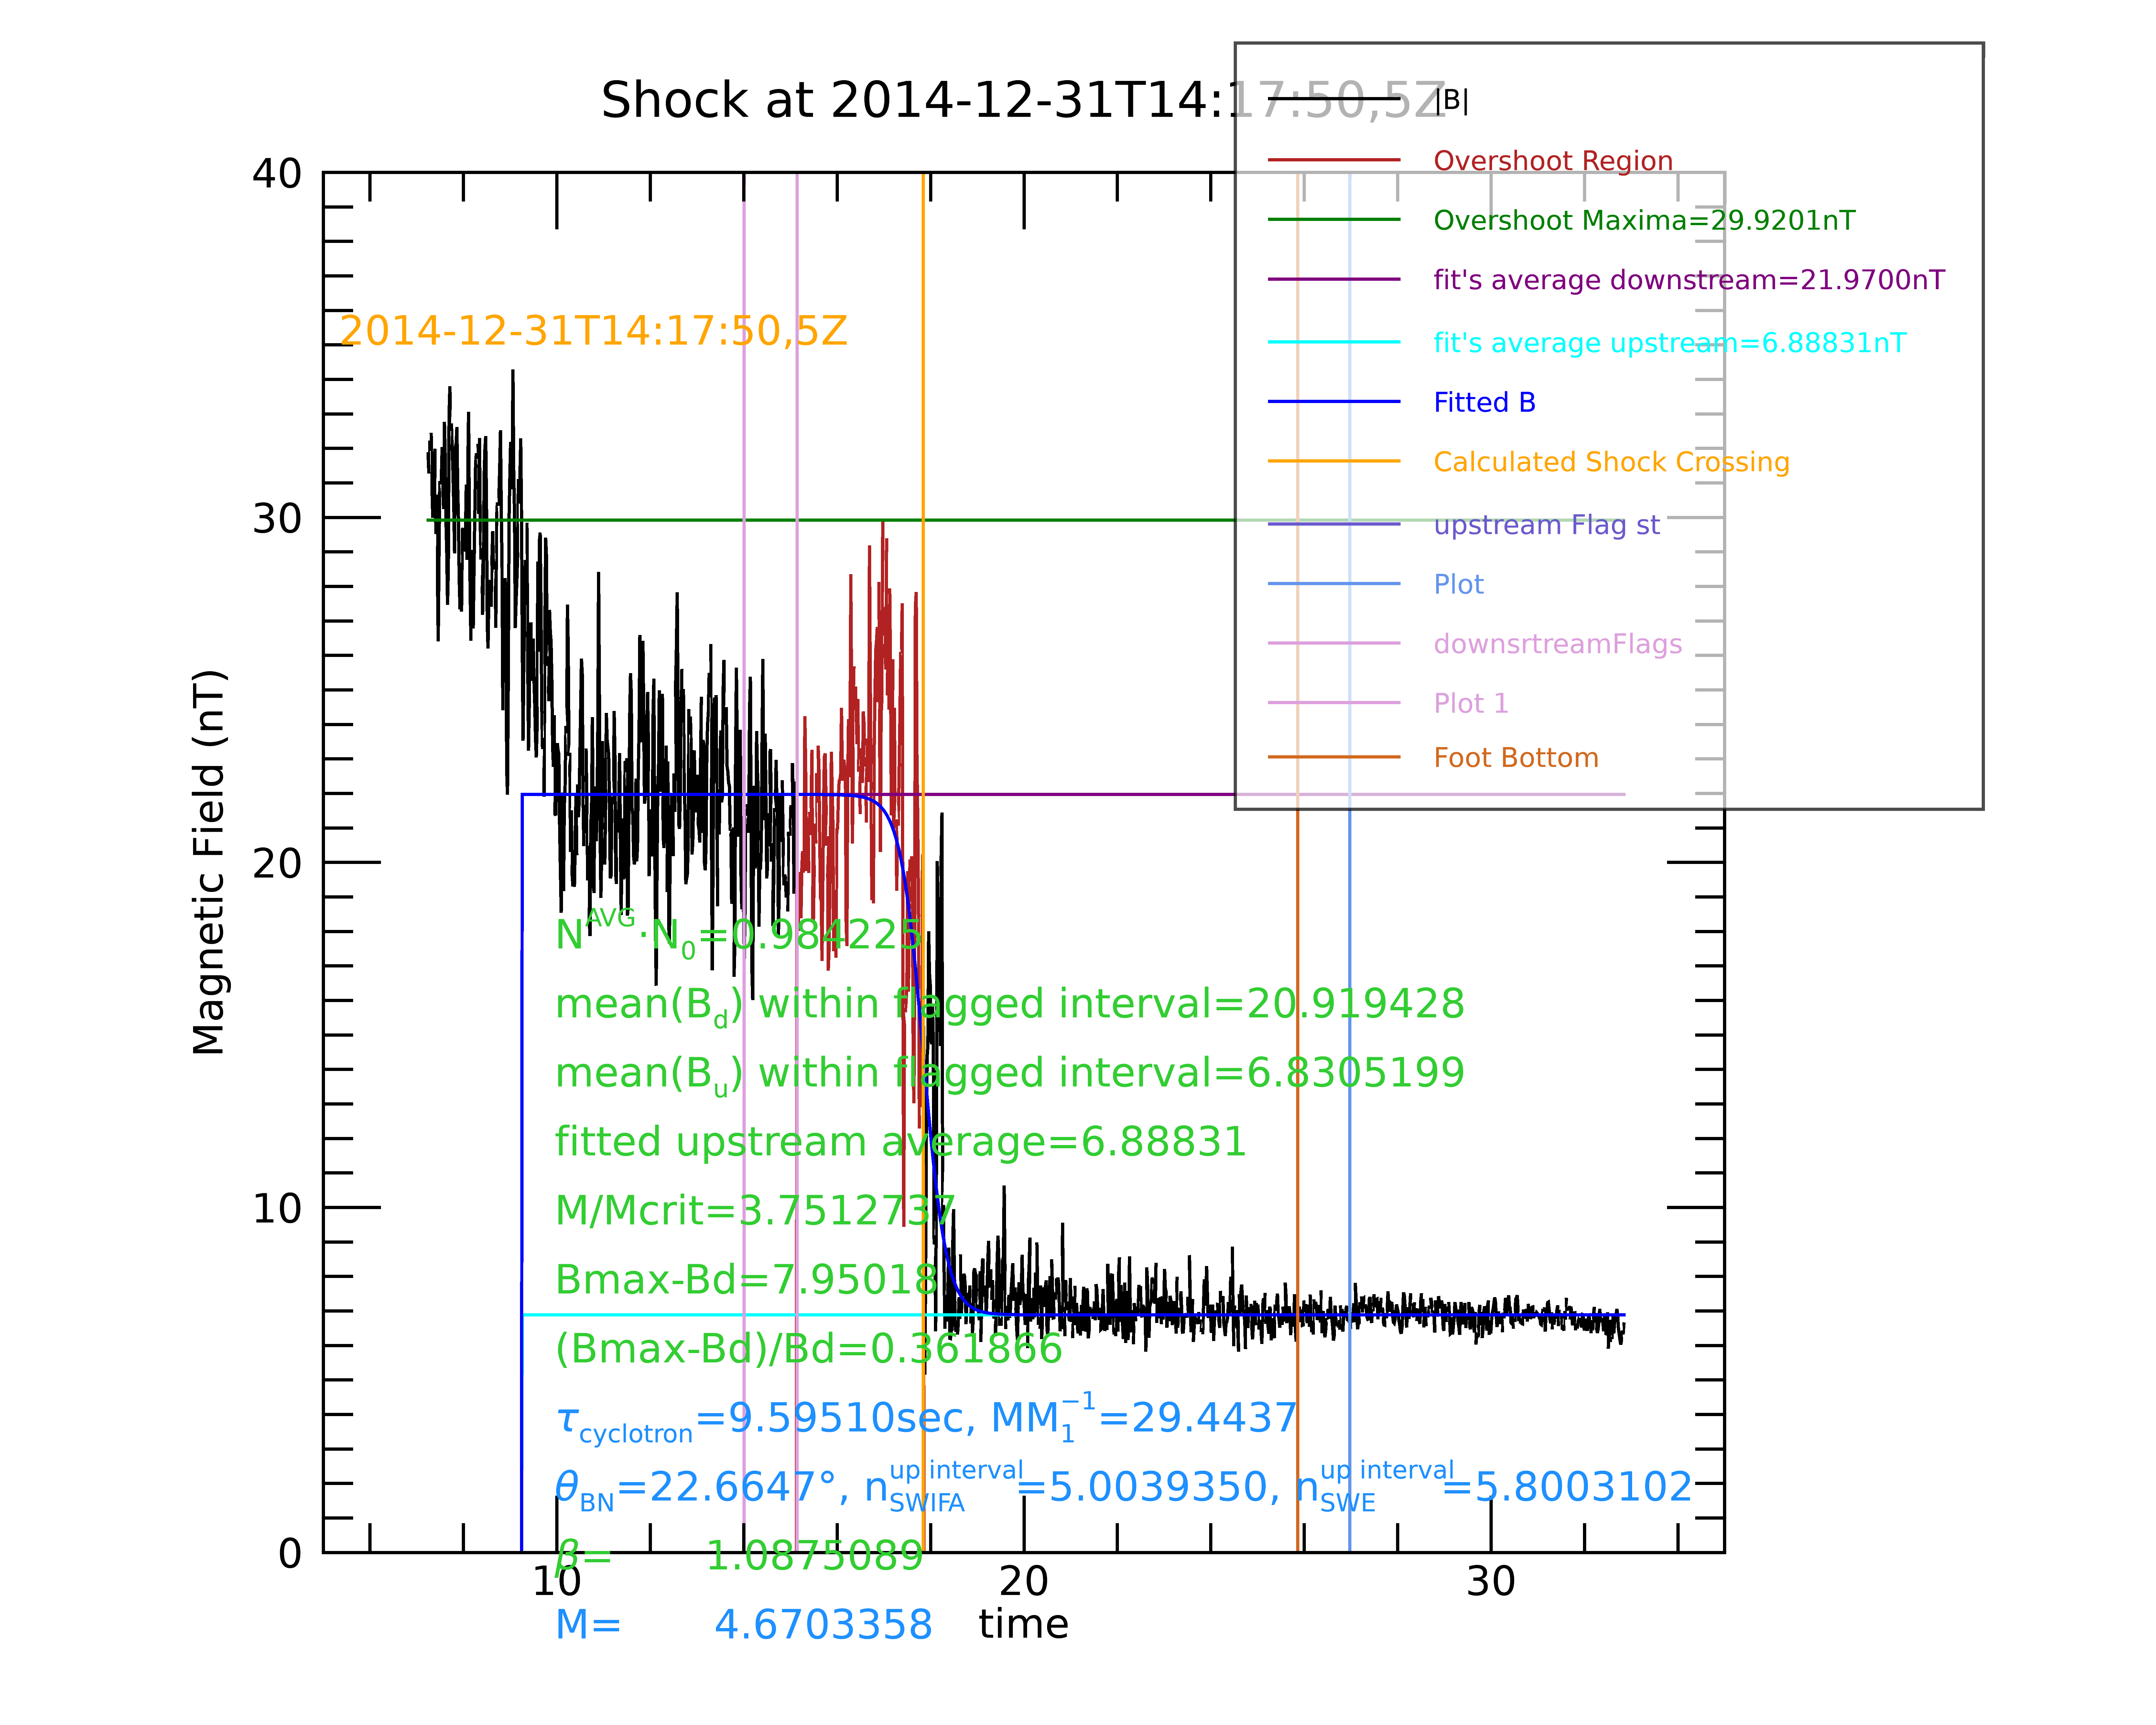 Shock at 2014-12-31T14:17:50,5Z
|B|
Overshoot Region
Overshoot Maxima=29.9201nT
fit's average downstream=21.9700nT
fit's average upstream=6.88831nT
Fitted B
Calculated Shock Crossing
upstream Flag st
Plot
downsrtreamFlags
Plot 1
Foot Bottom
2014-12-31T14:17:50,5Z
40
30
20
10
0
Magnetic Field (nT)
N^AVG·N_0=0.984225
mean(B_d) within flagged interval=20.919428
mean(B_u) within flagged interval=6.8305199
fitted upstream average=6.88831
M/Mcrit=3.7512737
Bmax-Bd=7.95018
(Bmax-Bd)/Bd=0.361866
τ_cyclotron=9.59510sec, MM_1^−1=29.4437
θ_BN=22.6647°, n_SWIFA^up interval=5.0039350, n_SWE^up interval=5.8003102
β= 1.0875089
10 20 30
M= 4.6703358
time